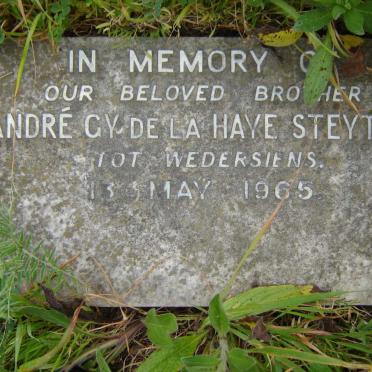 IN MEMORY O
OUR BELOVED BROTHER
ANDRÉ GY DE LA HAYE STEYT
TOT WEDERSIENS.
13 MAY 1965